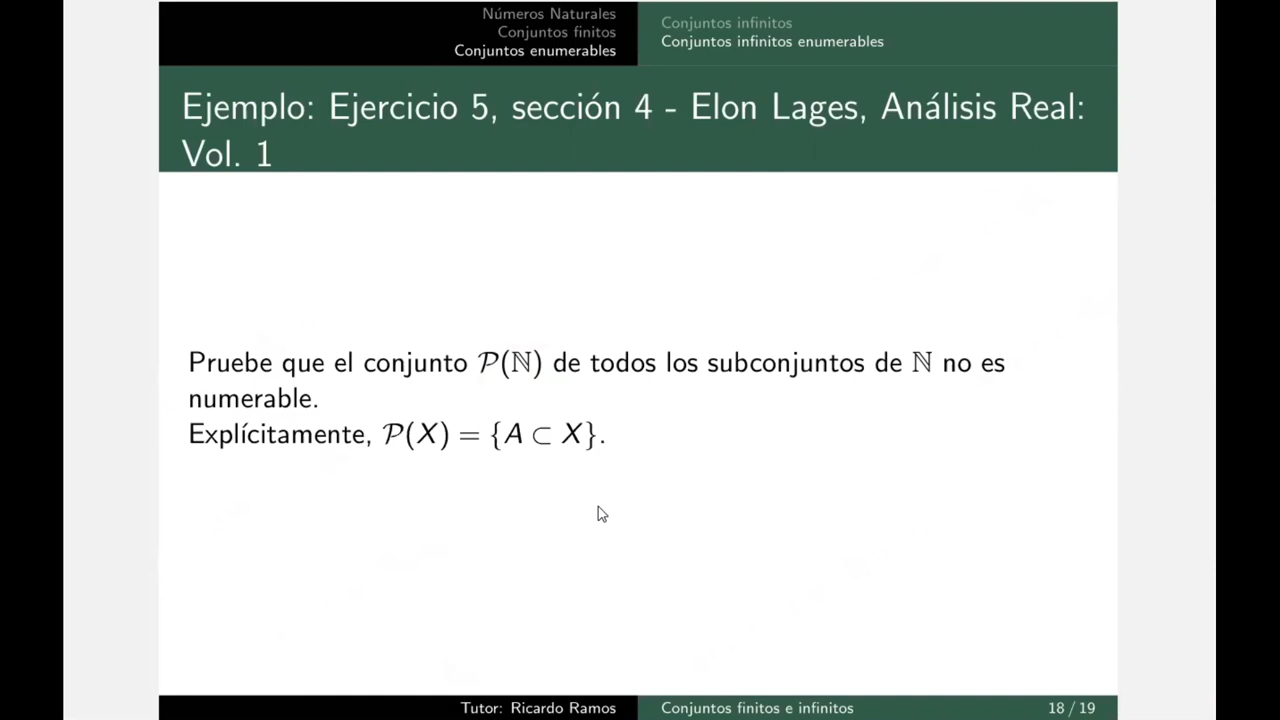 Números Naturales
Conjuntos finitos
Conjuntos enumerables
Conjuntos infinitos
Conjuntos infinitos enumerables
Ejemplo: Ejercicio 5, sección 4 - Elon Lages, Análisis Real:
Vol. 1
Pruebe que el conjunto 𝒫(ℕ) de todos los subconjuntos de ℕ no es
numerable.
Explícitamente, 𝒫(X) = {A ⊂ X}.
Tutor: Ricardo Ramos
Conjuntos finitos e infinitos
18 / 19